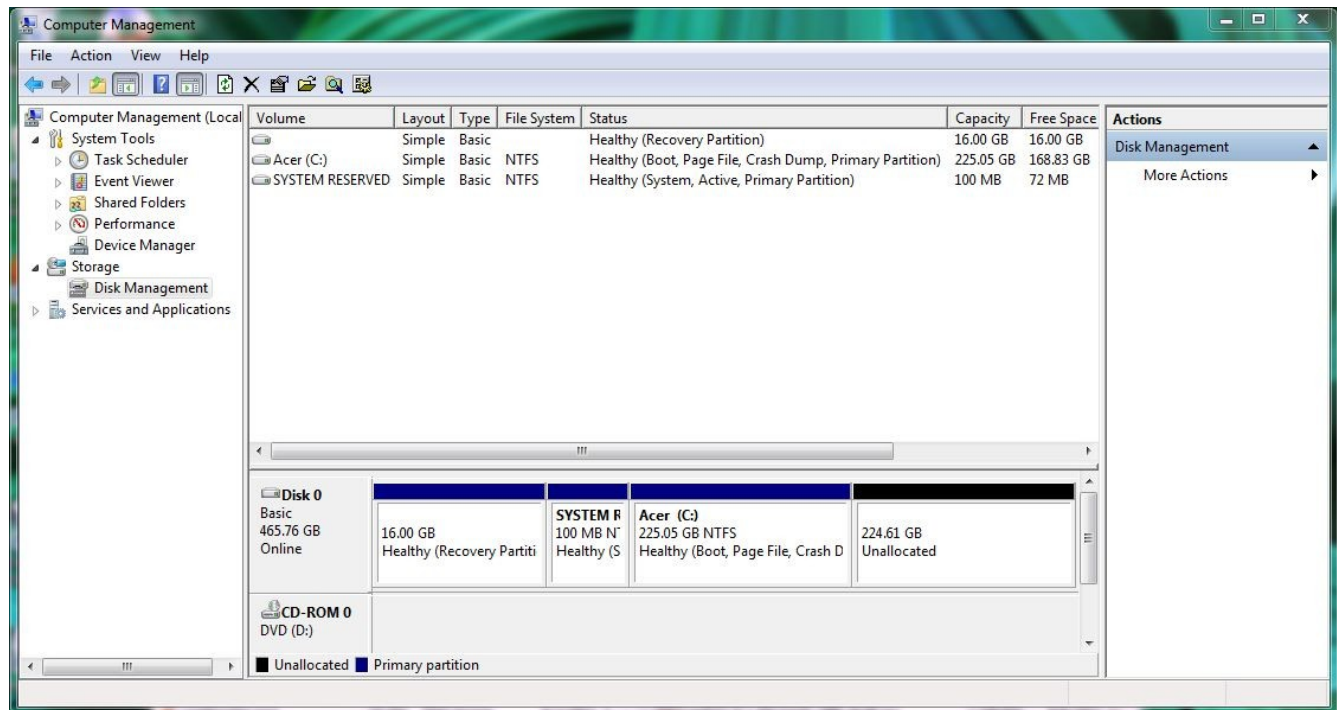 Computer Management
File Action View Help
Computer Management (Local
System Tools
Task Scheduler
Event Viewer
Shared Folders
Performance
Device Manager
Storage
Disk Management
Services and Applications
Volume Layout Type File System Status Capacity Free Space
Simple Basic Healthy (Recovery Partition) 16.00 GB 16.00 GB
Acer (C:) Simple Basic NTFS Healthy (Boot, Page File, Crash Dump, Primary Partition) 225.05 GB 168.83 GB
SYSTEM RESERVED Simple Basic NTFS Healthy (System, Active, Primary Partition) 100 MB 72 MB
Actions
Disk Management
More Actions
Disk 0
Basic
465.76 GB
Online
16.00 GB
Healthy (Recovery Partiti
SYSTEM R
100 MB N
Healthy (S
Acer (C:)
225.05 GB NTFS
Healthy (Boot, Page File, Crash D
224.61 GB
Unallocated
CD-ROM 0
DVD (D:)
Unallocated Primary partition